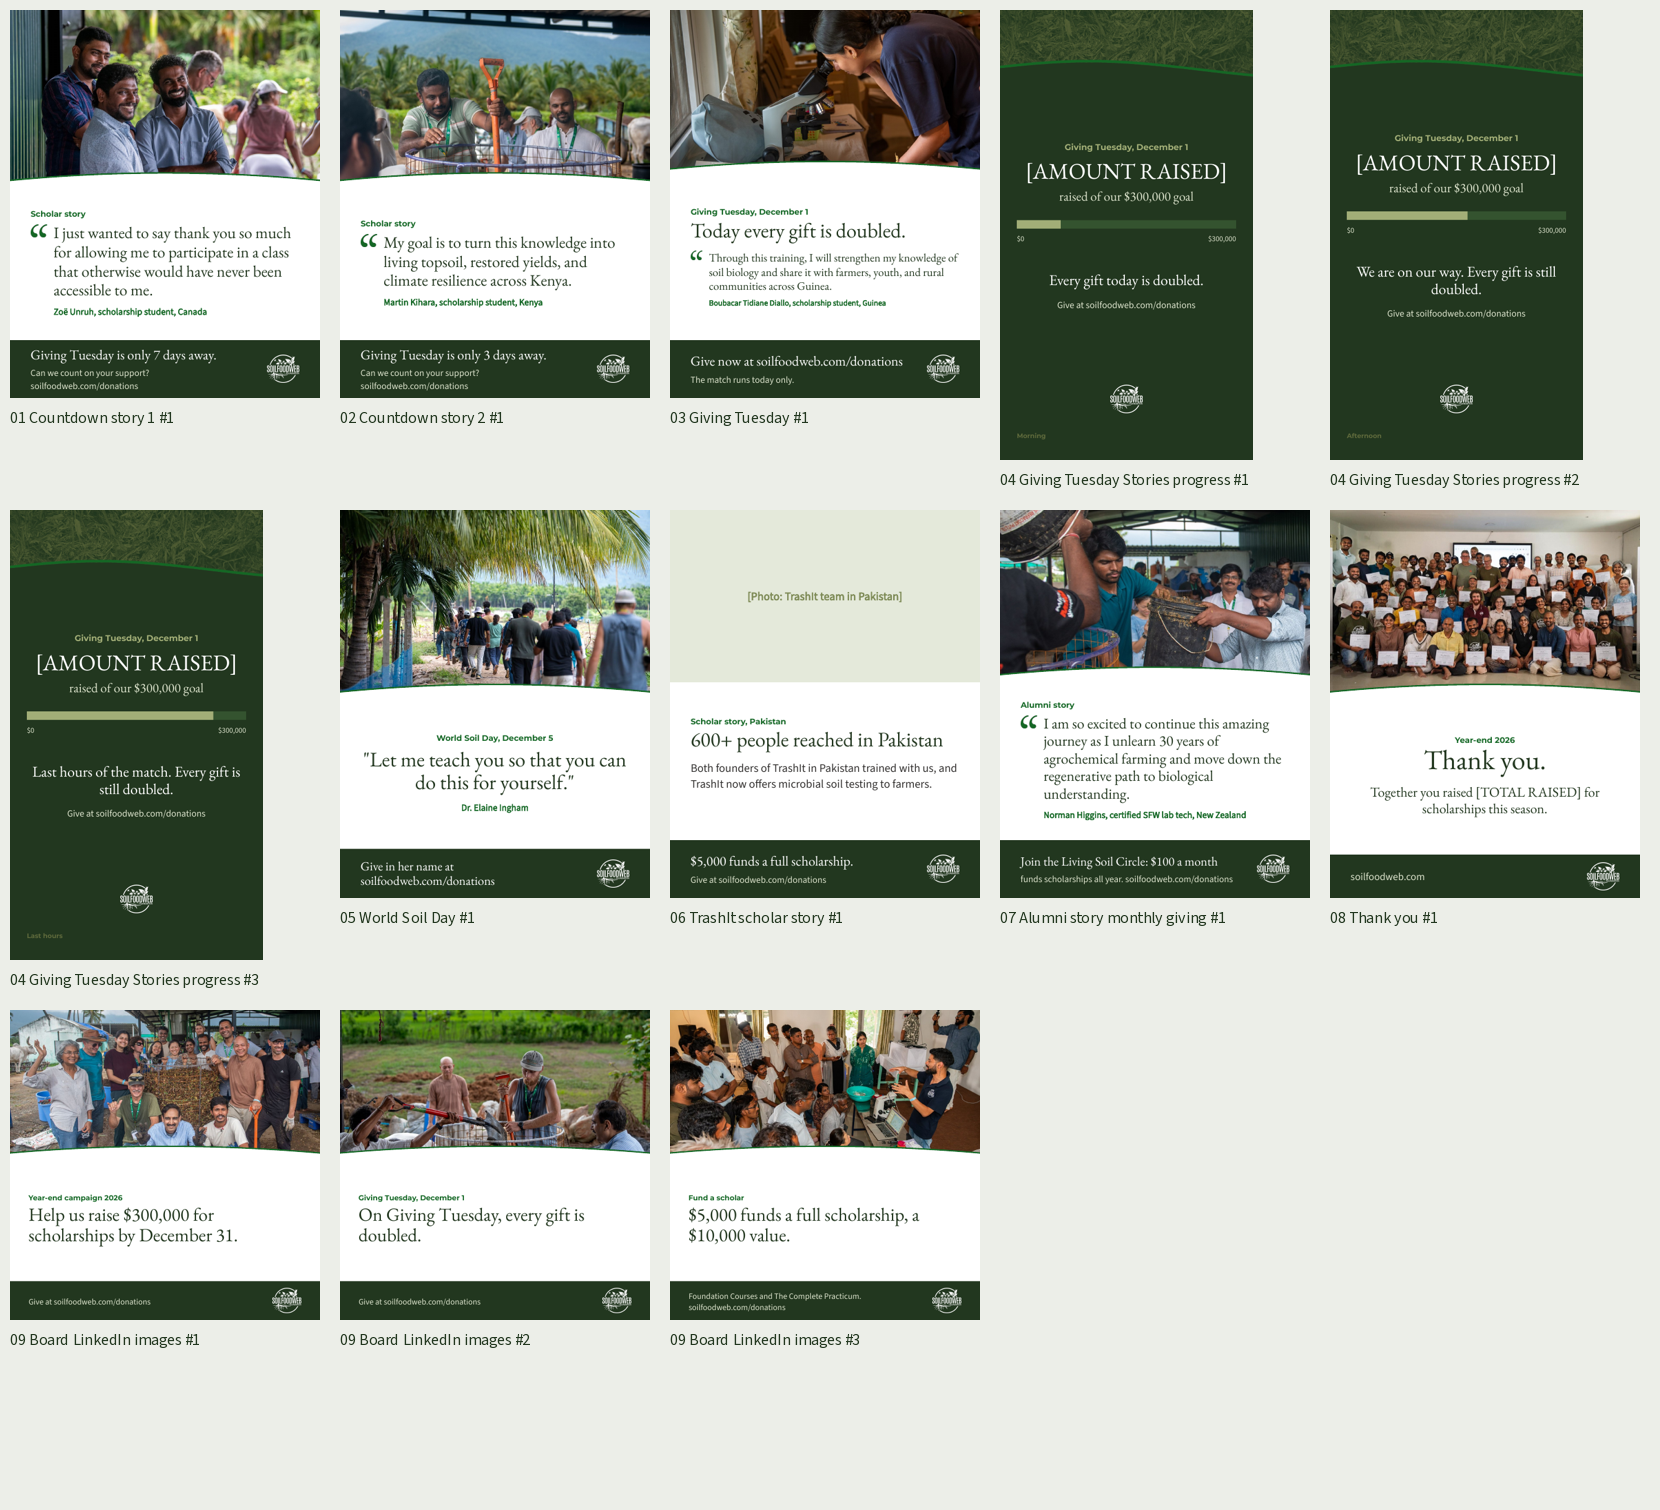 Scholar story
“ I just wanted to say thank you so much
for allowing me to participate in a class
that otherwise would have never been
accessible to me.
Zoë Unruh, scholarship student, Canada
Giving Tuesday is only 7 days away.
Can we count on your support?
soilfoodweb.com/donations
SOILFOODWEB
01 Countdown story 1 #1
Scholar story
“ My goal is to turn this knowledge into
living topsoil, restored yields, and
climate resilience across Kenya.
Martin Kihara, scholarship student, Kenya
Giving Tuesday is only 3 days away.
Can we count on your support?
soilfoodweb.com/donations
SOILFOODWEB
02 Countdown story 2 #1
Giving Tuesday, December 1
Today every gift is doubled.
“ Through this training, I will strengthen my knowledge of
soil biology and share it with farmers, youth, and rural
communities across Guinea.
Boubacar Tidiane Diallo, scholarship student, Guinea
Give now at soilfoodweb.com/donations
The match runs today only.
SOILFOODWEB
03 Giving Tuesday #1
Giving Tuesday, December 1
[AMOUNT RAISED]
raised of our $300,000 goal
$0 $300,000
Every gift today is doubled.
Give at soilfoodweb.com/donations
SOILFOODWEB
Morning
04 Giving Tuesday Stories progress #1
Giving Tuesday, December 1
[AMOUNT RAISED]
raised of our $300,000 goal
$0 $300,000
We are on our way. Every gift is still
doubled.
Give at soilfoodweb.com/donations
SOILFOODWEB
Afternoon
04 Giving Tuesday Stories progress #2
Giving Tuesday, December 1
[AMOUNT RAISED]
raised of our $300,000 goal
$0 $300,000
Last hours of the match. Every gift is
still doubled.
Give at soilfoodweb.com/donations
SOILFOODWEB
Last hours
04 Giving Tuesday Stories progress #3
World Soil Day, December 5
"Let me teach you so that you can
do this for yourself."
Dr. Elaine Ingham
Give in her name at
soilfoodweb.com/donations
SOILFOODWEB
05 World Soil Day #1
[Photo: TrashIt team in Pakistan]
Scholar story, Pakistan
600+ people reached in Pakistan
Both founders of TrashIt in Pakistan trained with us, and
TrashIt now offers microbial soil testing to farmers.
$5,000 funds a full scholarship.
Give at soilfoodweb.com/donations
SOILFOODWEB
06 TrashIt scholar story #1
Alumni story
“ I am so excited to continue this amazing
journey as I unlearn 30 years of
agrochemical farming and move down the
regenerative path to biological
understanding.
Norman Higgins, certified SFW lab tech, New Zealand
Join the Living Soil Circle: $100 a month
funds scholarships all year. soilfoodweb.com/donations
SOILFOODWEB
07 Alumni story monthly giving #1
Year-end 2026
Thank you.
Together you raised [TOTAL RAISED] for
scholarships this season.
soilfoodweb.com
SOILFOODWEB
08 Thank you #1
Year-end campaign 2026
Help us raise $300,000 for
scholarships by December 31.
Give at soilfoodweb.com/donations
SOILFOODWEB
09 Board LinkedIn images #1
Giving Tuesday, December 1
On Giving Tuesday, every gift is
doubled.
Give at soilfoodweb.com/donations
SOILFOODWEB
09 Board LinkedIn images #2
Fund a scholar
$5,000 funds a full scholarship, a
$10,000 value.
Foundation Courses and The Complete Practicum.
soilfoodweb.com/donations
SOILFOODWEB
09 Board LinkedIn images #3